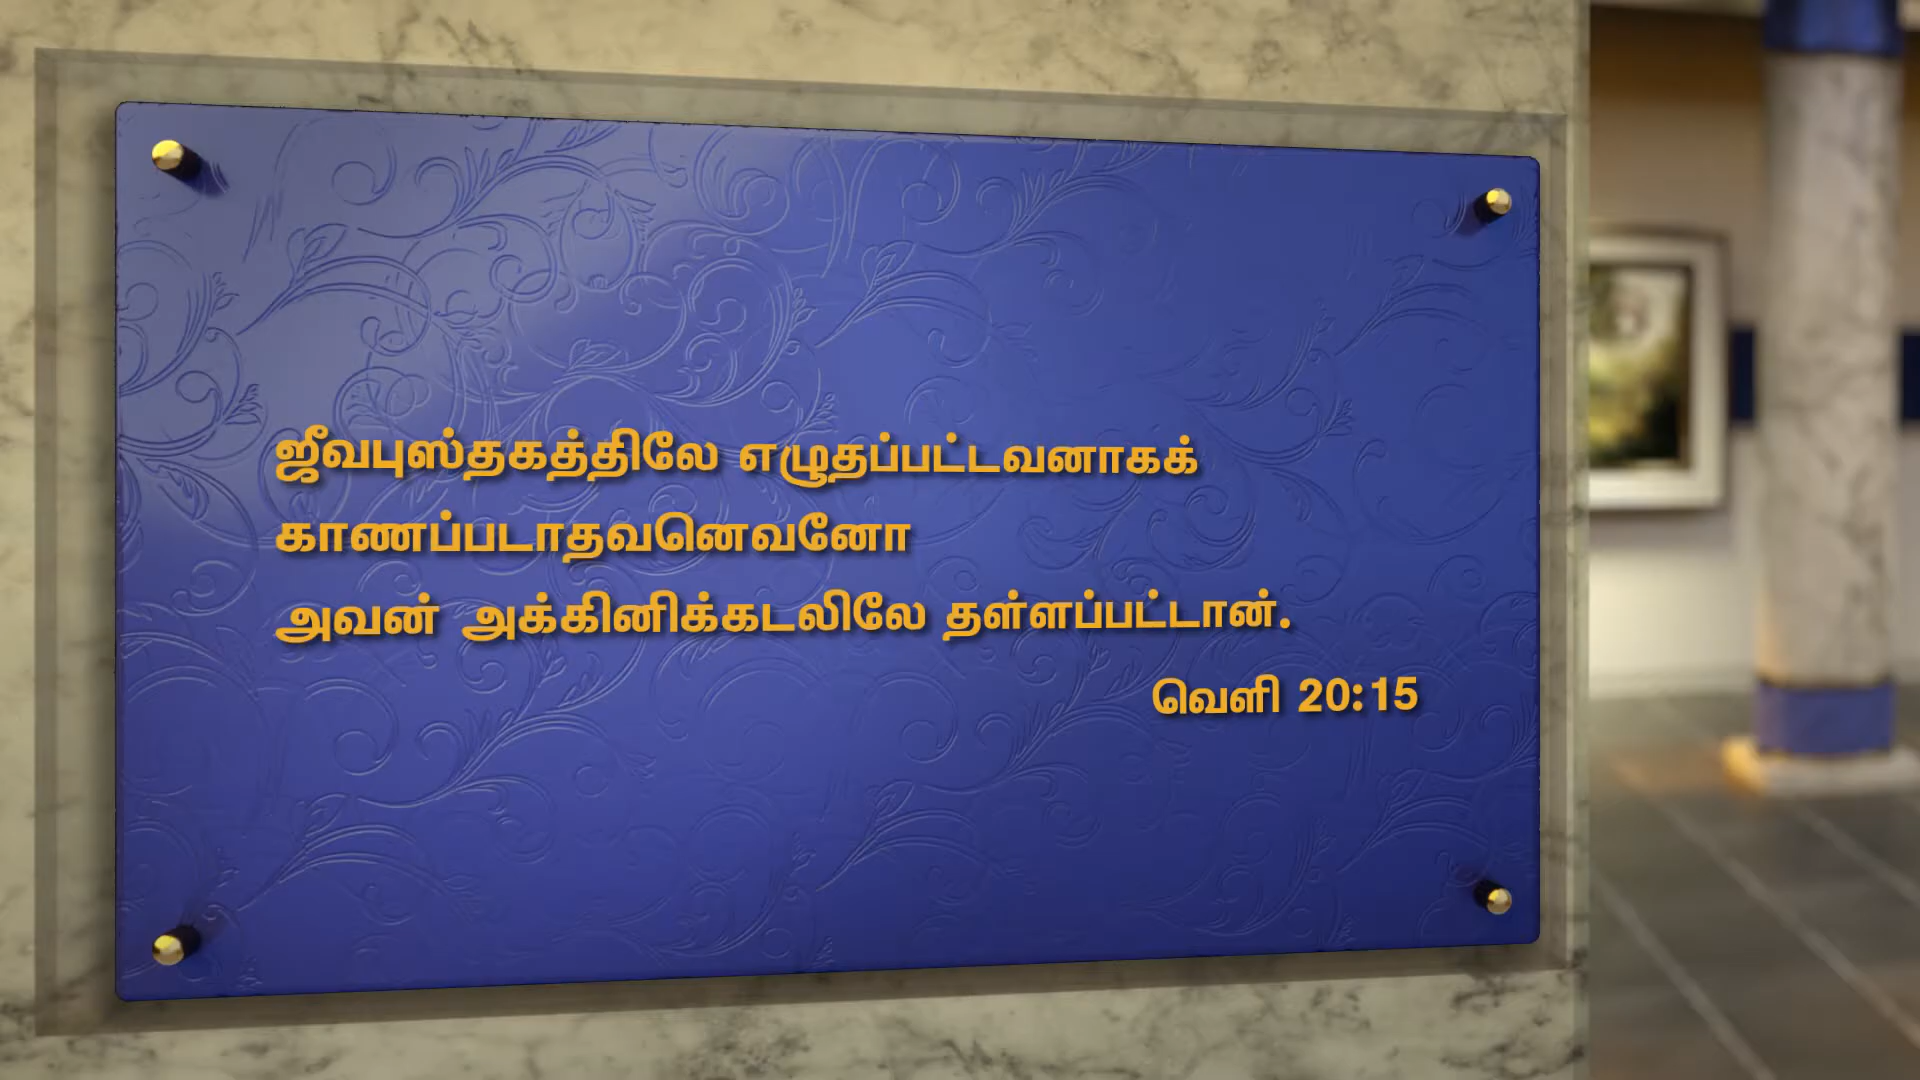 ஜீவபுஸ்தகத்திலே எழுதப்பட்டவனாகக்
காணப்படாதவனெவனோ
அவன் அக்கினிக்கடலிலே தள்ளப்பட்டான்.
வெளி 20:15